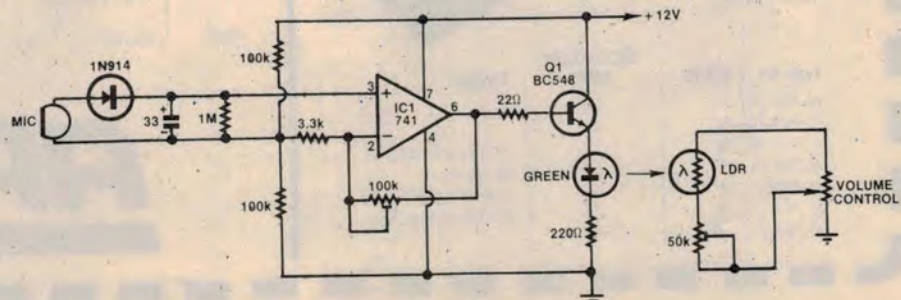 +12V
100k
1N914
Q1
BC548
3
+
7
IC1
741
6
22Ω
MIC
+
33
−
1M
3.3k
−
2
4
GREEN
λ
λ
LDR
VOLUME
CONTROL
100k
100k
220Ω
50k